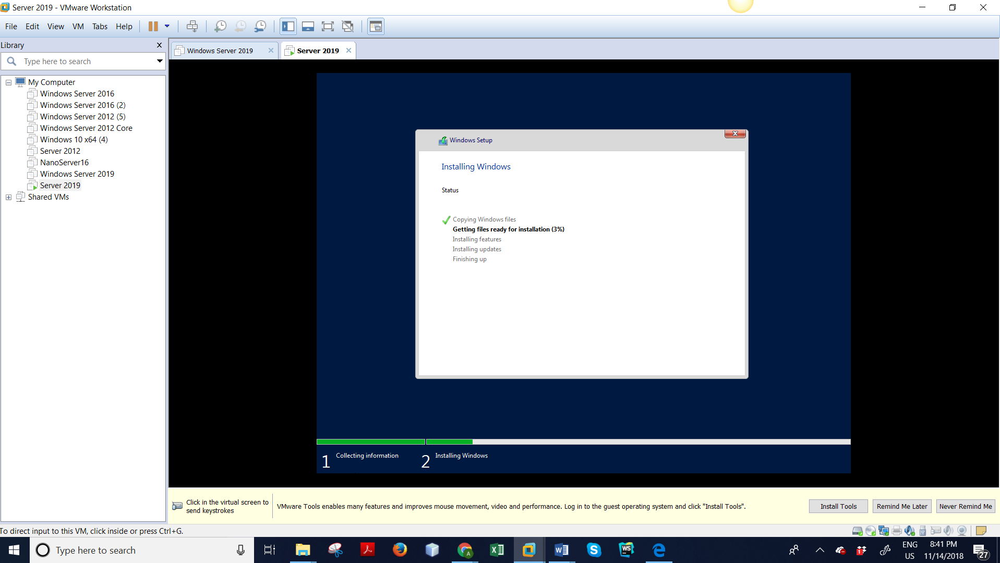 Server 2019 - VMware Workstation
File Edit View VM Tabs Help
Library
Type here to search
My Computer
Windows Server 2016
Windows Server 2016 (2)
Windows Server 2012 (5)
Windows Server 2012 Core
Windows 10 x64 (4)
Server 2012
NanoServer16
Windows Server 2019
Server 2019
Shared VMs
Windows Server 2019
Server 2019
Windows Setup
Installing Windows
Status
Copying Windows files
Getting files ready for installation (3%)
Installing features
Installing updates
Finishing up
1 Collecting information
2 Installing Windows
Click in the virtual screen to
send keystrokes
VMware Tools enables many features and improves mouse movement, video and performance. Log in to the guest operating system and click "Install Tools".
Install Tools
Remind Me Later
Never Remind Me
To direct input to this VM, click inside or press Ctrl+G.
Type here to search
WS
1
ENG
US
8:41 PM
11/14/2018
27